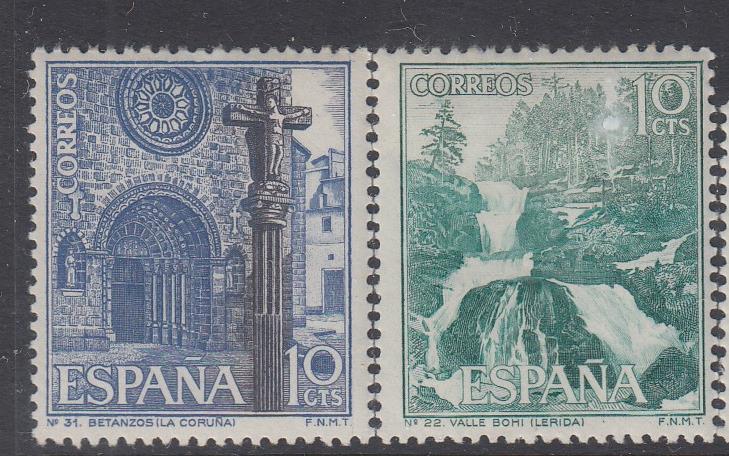 CORREOS
ESPAÑA
10 CTS
Nº 31. BETANZOS (LA CORUÑA) F.N.M.T.
CORREOS
10
CTS
ESPAÑA
Nº 22. VALLE BOHI (LERIDA) F.N.M.T.